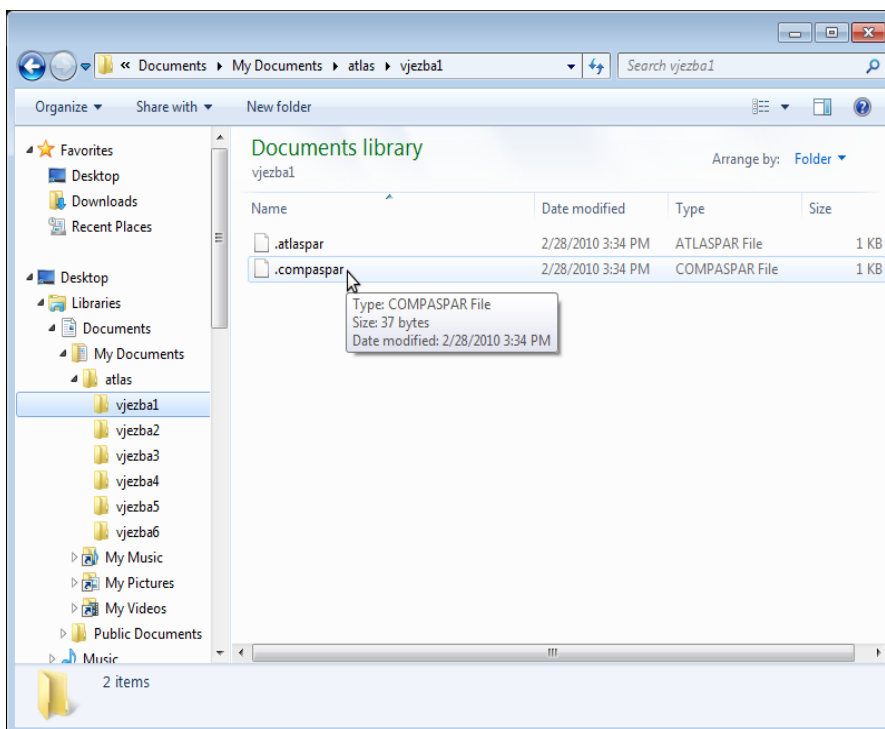 « Documents ▸ My Documents ▸ atlas ▸ vjezba1
Search vjezba1
Organize
Share with
New folder
Favorites
Desktop
Downloads
Recent Places
Desktop
Libraries
Documents
My Documents
atlas
vjezba1
vjezba2
vjezba3
vjezba4
vjezba5
vjezba6
My Music
My Pictures
My Videos
Public Documents
Music
Documents library
vjezba1
Arrange by: Folder
Name Date modified Type Size
.atlaspar 2/28/2010 3:34 PM ATLASPAR File 1 KB
.compaspar 2/28/2010 3:34 PM COMPASPAR File 1 KB
Type: COMPASPAR File
Size: 37 bytes
Date modified: 2/28/2010 3:34 PM
2 items